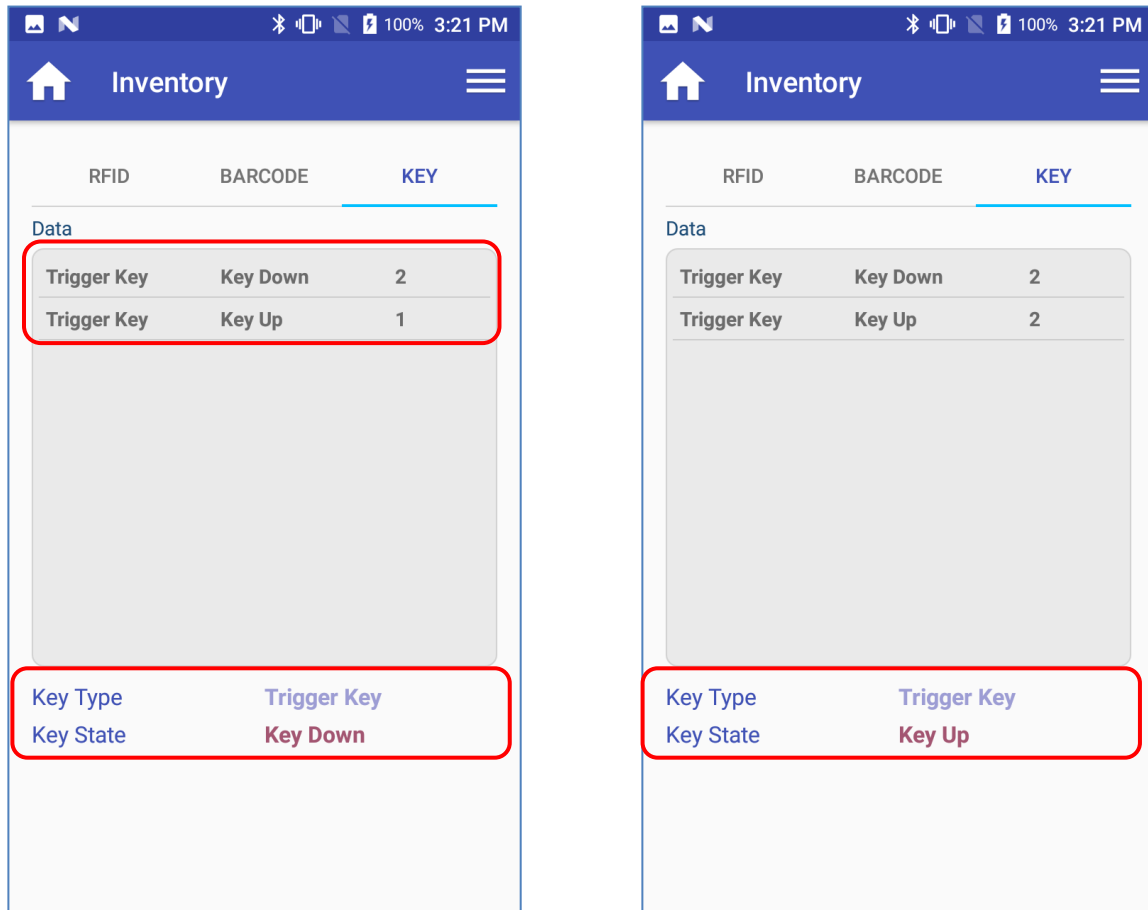 100% 3:21 PM
Inventory
RFID BARCODE KEY
Data
Trigger Key Key Down 2
Trigger Key Key Up 1
Key Type Trigger Key
Key State Key Down
100% 3:21 PM
Inventory
RFID BARCODE KEY
Data
Trigger Key Key Down 2
Trigger Key Key Up 2
Key Type Trigger Key
Key State Key Up